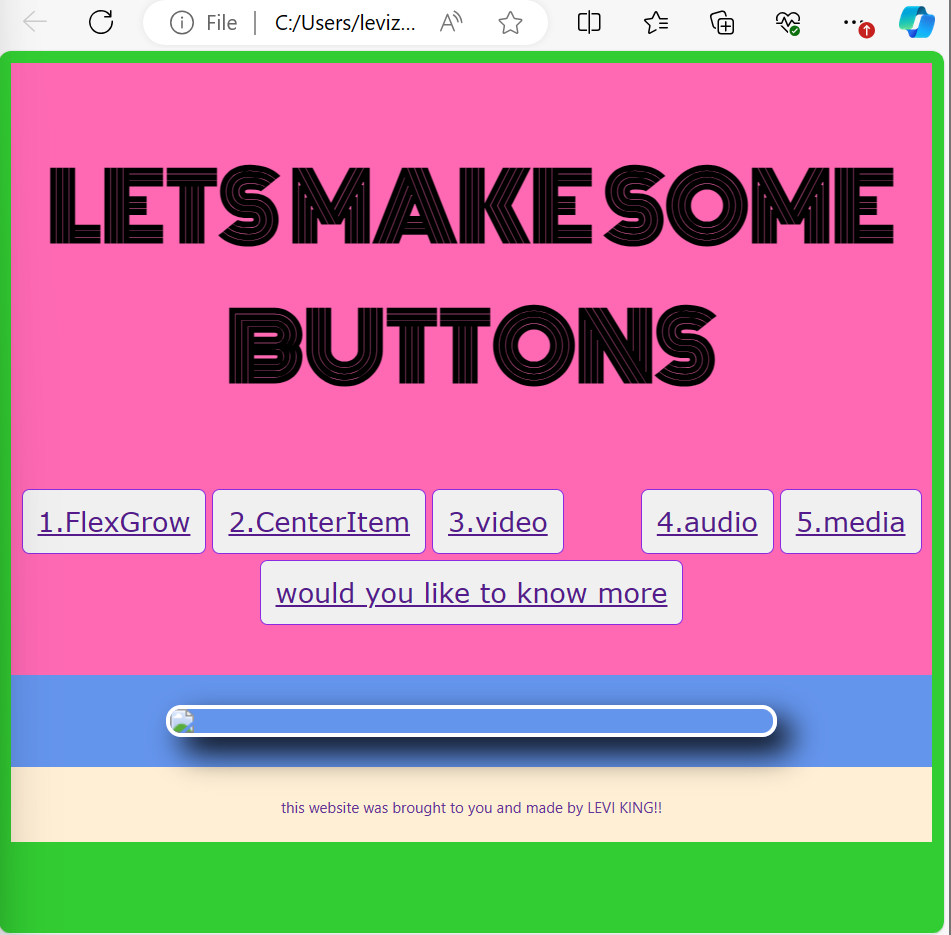 File C:/Users/leviz...
LETS MAKE SOME
BUTTONS
1.FlexGrow 2.CenterItem 3.video 4.audio 5.media
would you like to know more
this website was brought to you and made by LEVI KING!!